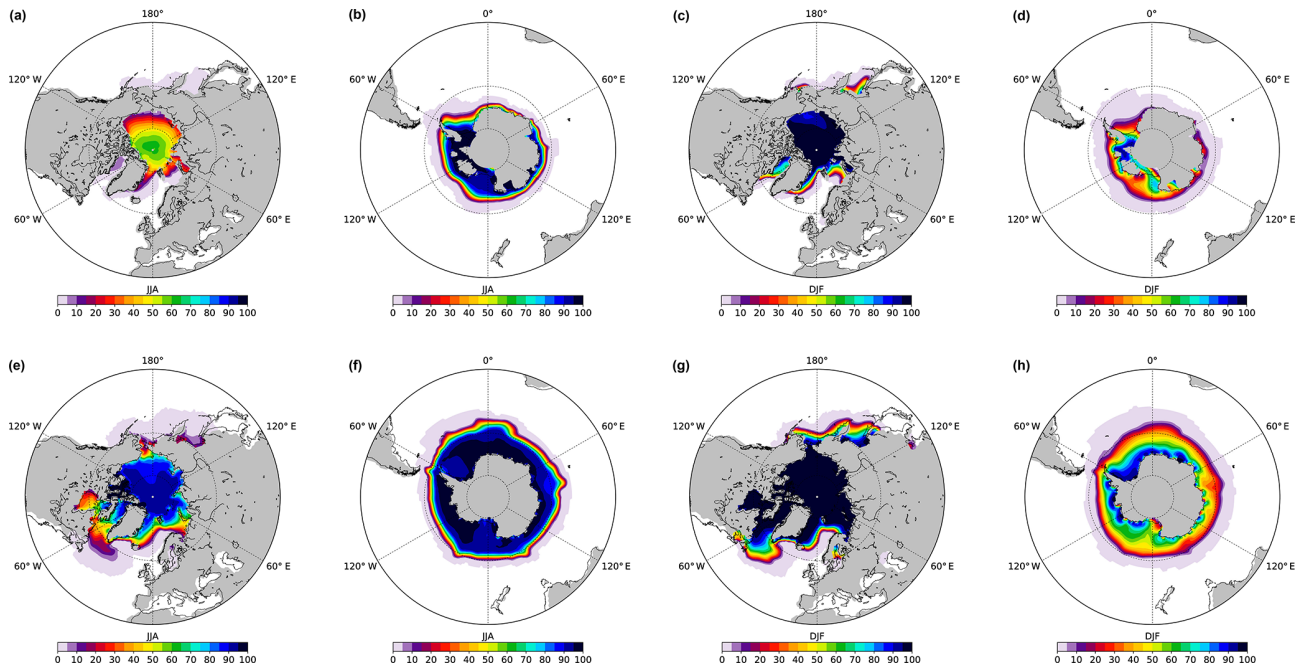 (a) 180° (b) 0° (c) 180° (d) 0°
120° W 120° E 60° W 60° E 120° W 120° E 60° W 60° E
60° W 60° E 120° W 120° E 60° W 60° E 120° W 120° E
JJA JJA DJF DJF
0 10 20 30 40 50 60 70 80 90 100 0 10 20 30 40 50 60 70 80 90 100 0 10 20 30 40 50 60 70 80 90 100 0 10 20 30 40 50 60 70 80 90 100
(e) 180° (f) 0° (g) 180° (h) 0°
120° W 120° E 60° W 60° E 120° W 120° E 60° W 60° E
60° W 60° E 120° W 120° E 60° W 60° E 120° W 120° E
JJA JJA DJF DJF
0 10 20 30 40 50 60 70 80 90 100 0 10 20 30 40 50 60 70 80 90 100 0 10 20 30 40 50 60 70 80 90 100 0 10 20 30 40 50 60 70 80 90 100